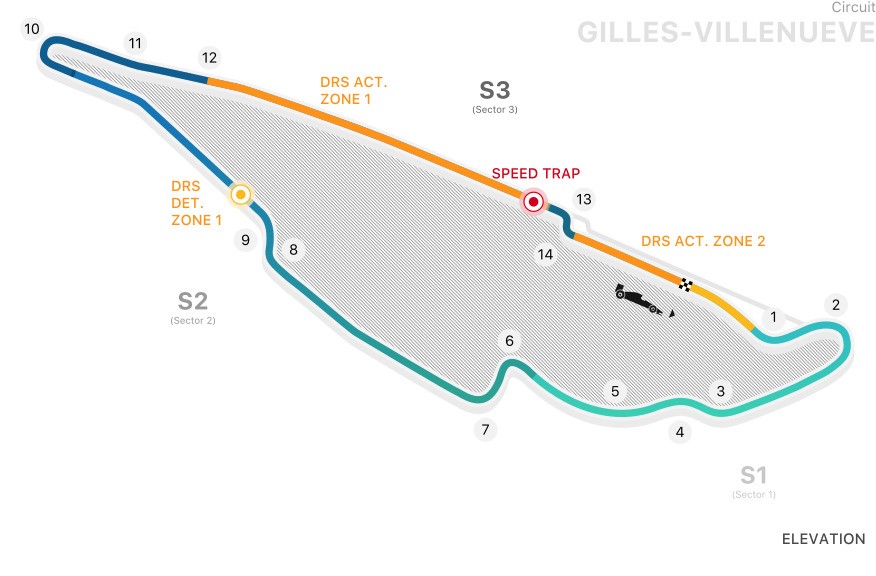 Circuit
GILLES-VILLENEUVE
10
11
12
DRS ACT.
ZONE 1
S3
(Sector 3)
SPEED TRAP
13
DRS
DET.
ZONE 1
9
8
14
DRS ACT. ZONE 2
S2
(Sector 2)
1
2
6
5
3
7
4
S1
(Sector 1)
ELEVATION